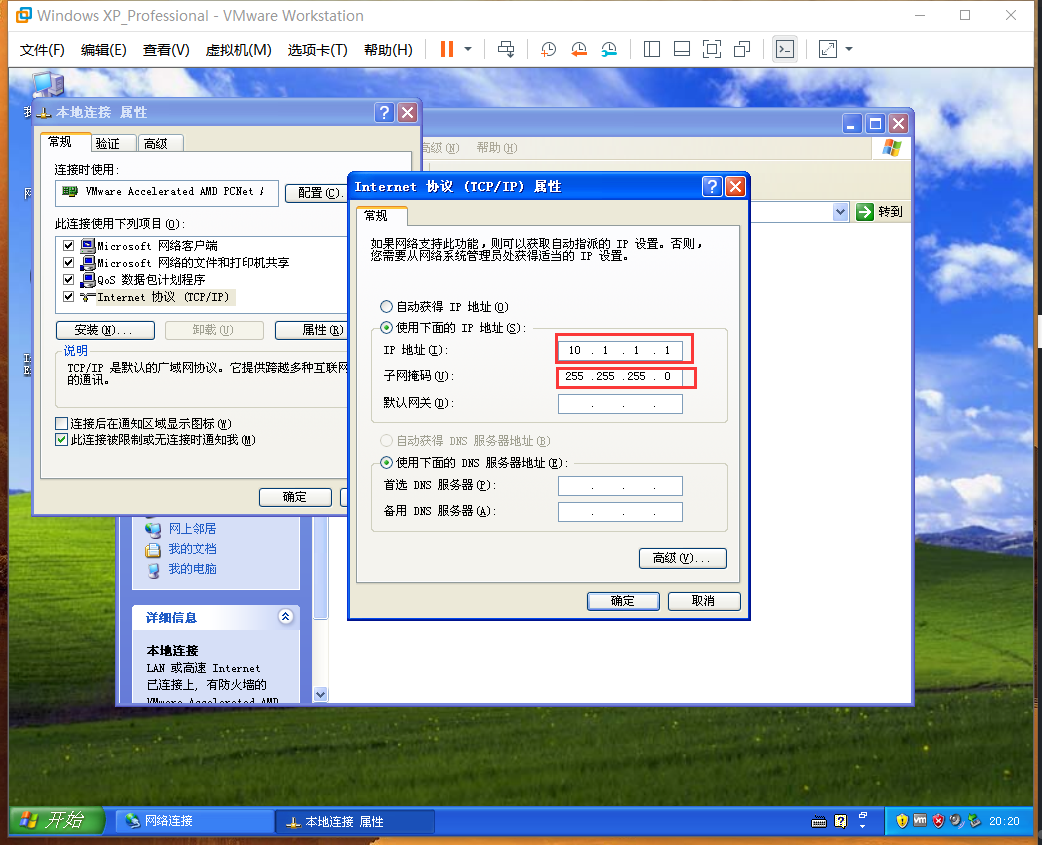 Windows XP_Professional - VMware Workstation
文件(F) 编辑(E) 查看(V) 虚拟机(M) 选项卡(T) 帮助(H)
本地连接 属性
常规 验证 高级
连接时使用:
VMware Accelerated AMD PCNet
配置(C)...
此连接使用下列项目(O):
Microsoft 网络客户端
Microsoft 网络的文件和打印机共享
QoS 数据包计划程序
Internet 协议 (TCP/IP)
安装(N)... 卸载(U) 属性(R)
说明
TCP/IP 是默认的广域网协议。它提供跨越多种互联网
的通讯。
连接后在通知区域显示图标(W)
此连接被限制或无连接时通知我(M)
确定
高级(N) 帮助(H)
转到
Internet 协议 (TCP/IP) 属性
常规
如果网络支持此功能,则可以获取自动指派的 IP 设置。否则,
您需要从网络系统管理员处获得适当的 IP 设置。
自动获得 IP 地址(O)
使用下面的 IP 地址(S):
IP 地址(I): 10 . 1 . 1 . 1
子网掩码(U): 255 .255 .255 . 0
默认网关(D): . . .
自动获得 DNS 服务器地址(B)
使用下面的 DNS 服务器地址(E):
首选 DNS 服务器(P): . . .
备用 DNS 服务器(A): . . .
高级(V)...
确定 取消
网上邻居
我的文档
我的电脑
详细信息
本地连接
LAN 或高速 Internet
已连接上, 有防火墙的
VMware Accelerated AMD
开始 网络连接 本地连接 属性 20:20